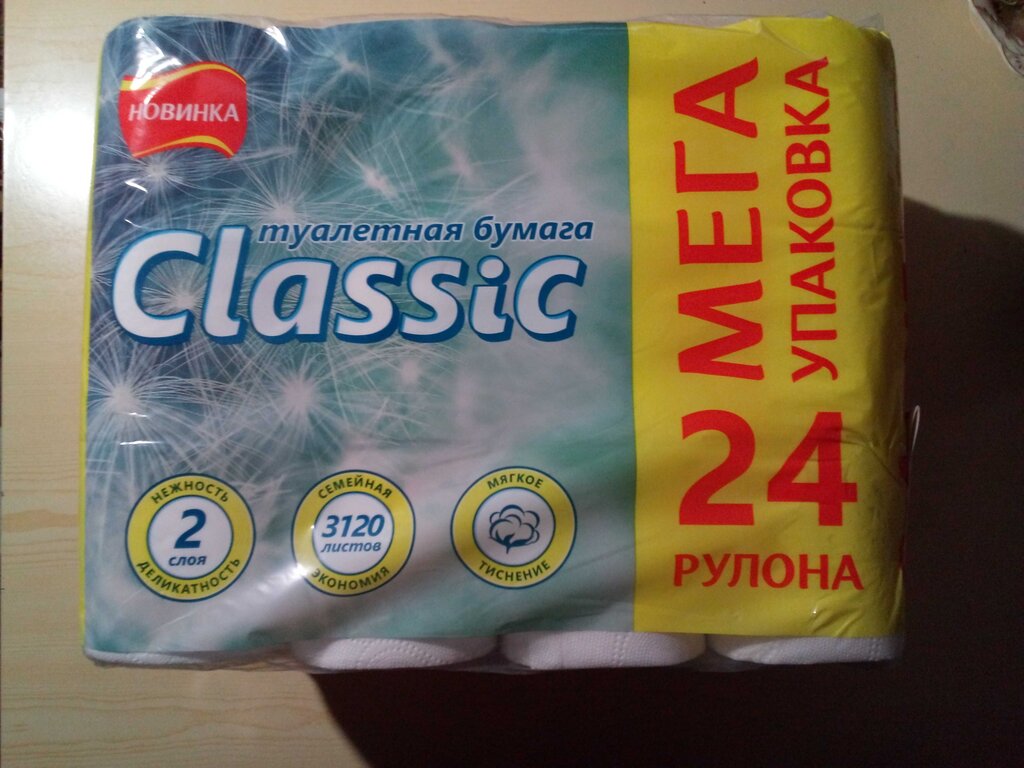 НОВИНКА
туалетная бумага
Classic
НЕЖНОСТЬ
2
слоя
ДЕЛИКАТНОСТЬ
СЕМЕЙНАЯ
3120
листов
ЭКОНОМИЯ
МЯГКОЕ
ТИСНЕНИЕ
МЕГА
УПАКОВКА
24
РУЛОНА